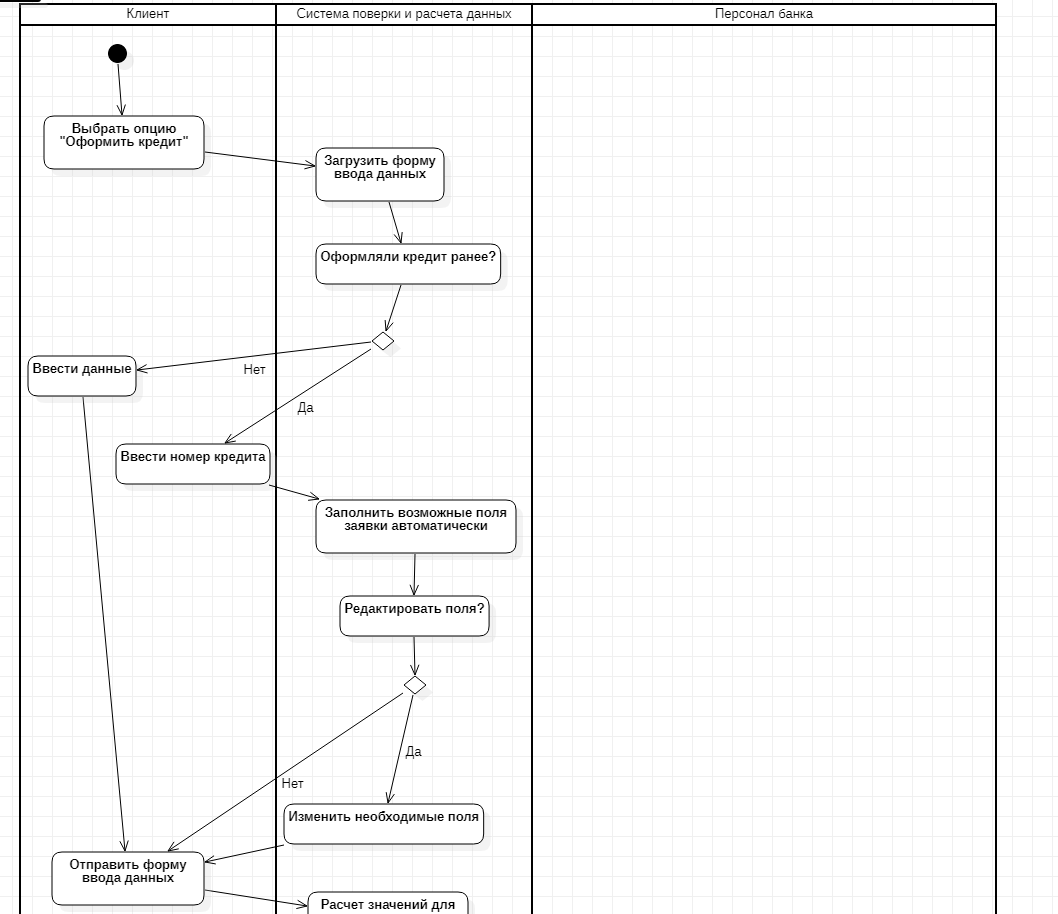 Клиент
Система поверки и расчета данных
Персонал банка
Выбрать опцию
"Оформить кредит"
Загрузить форму
ввода данных
Оформляли кредит ранее?
Ввести данные
Нет
Да
Ввести номер кредита
Заполнить возможные поля
заявки автоматически
Редактировать поля?
Да
Нет
Изменить необходимые поля
Отправить форму
ввода данных
Расчет значений для